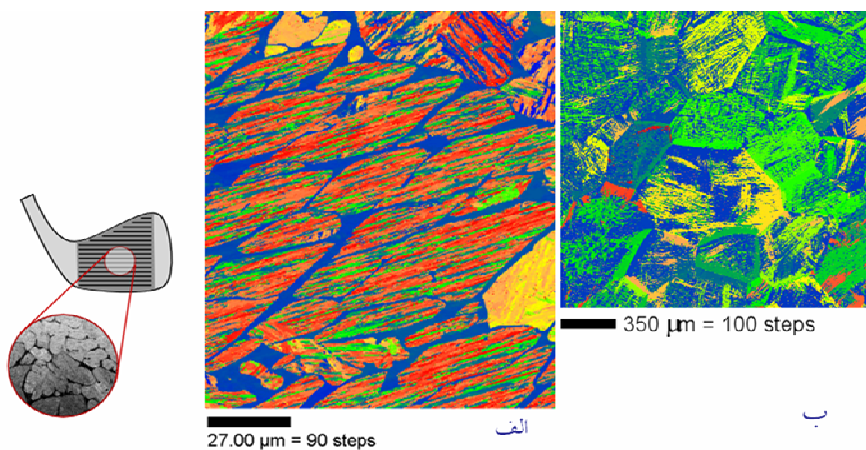 350 µm = 100 steps
ب
27.00 µm = 90 steps
الف